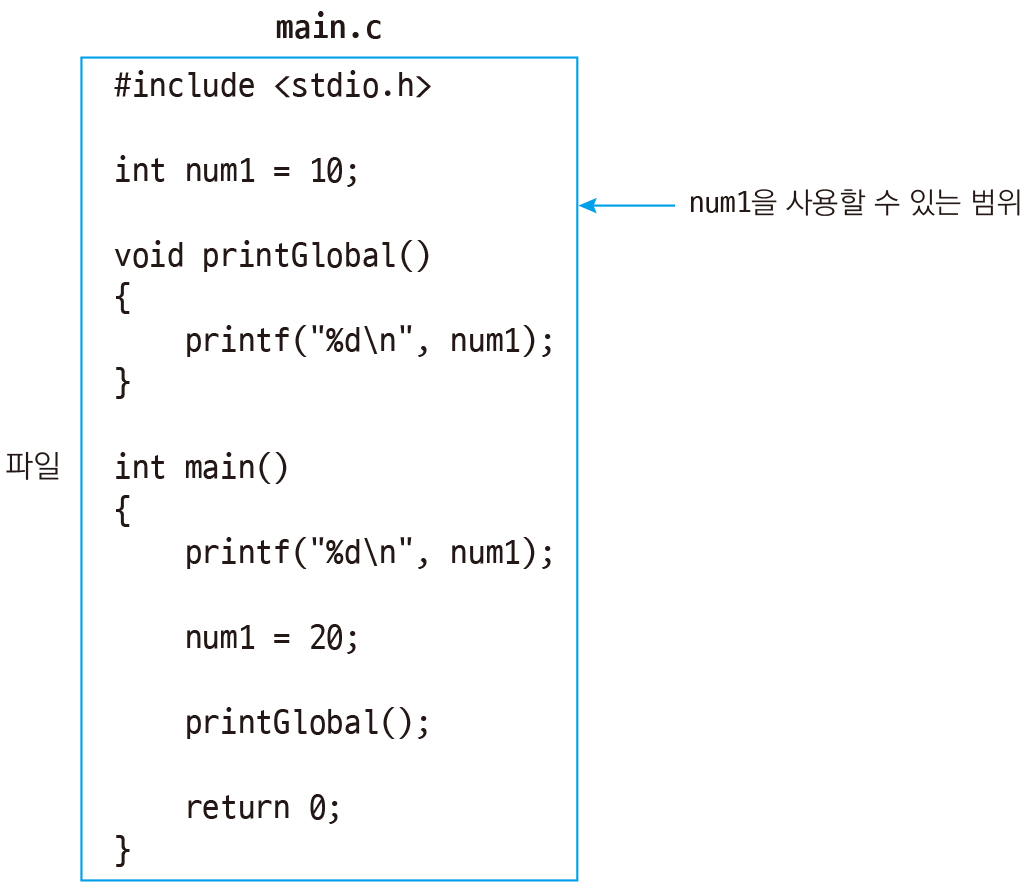 main.c
#include <stdio.h>
int num1 = 10;
num1을 사용할 수 있는 범위
void printGlobal()
{
    printf("%d\n", num1);
}
파일
int main()
{
    printf("%d\n", num1);
    num1 = 20;
    printGlobal();
    return 0;
}